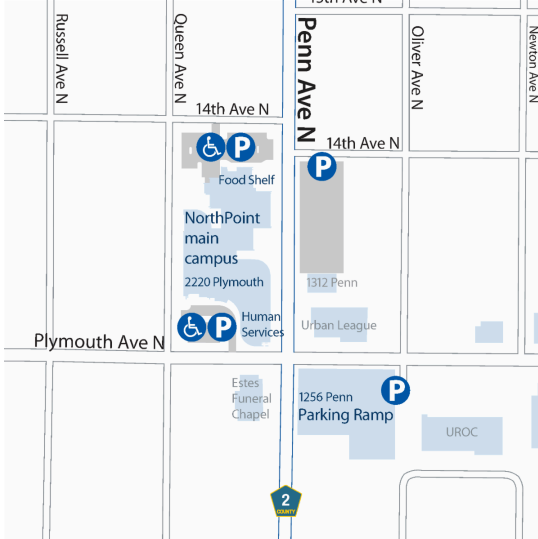 15th Ave N
Russell Ave N
Queen Ave N
Penn Ave N
Oliver Ave N
Newton Ave N
14th Ave N
14th Ave N
P
P
Food Shelf
NorthPoint
main
campus
2220 Plymouth
1312 Penn
P
Human
Services
Urban League
Plymouth Ave N
Estes
Funeral
Chapel
1256 Penn
Parking Ramp
P
UROC
2
COUNTY